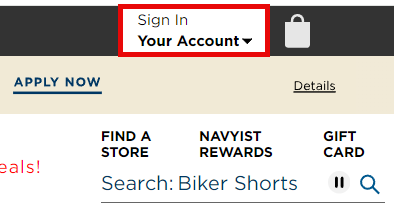 Sign In
Your Account
APPLY NOW
Details
FIND A STORE
NAVYIST REWARDS
GIFT CARD
eals!
Search: Biker Shorts